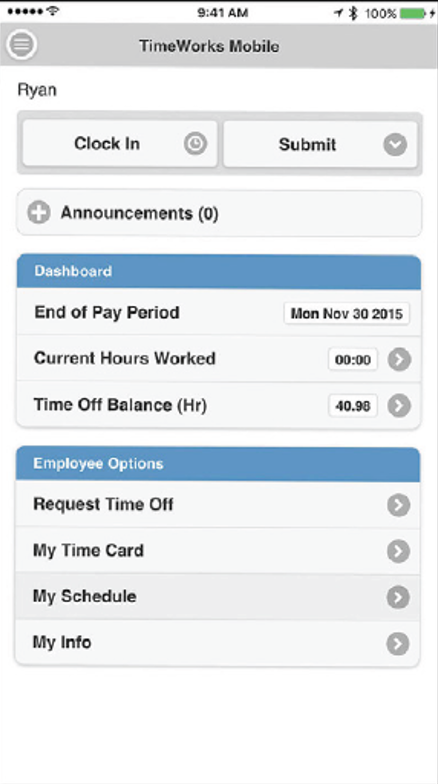 9:41 AM
100%
TimeWorks Mobile
Ryan
Clock In
Submit
Announcements (0)
Dashboard
End of Pay Period
Mon Nov 30 2015
Current Hours Worked
00:00
Time Off Balance (Hr)
40.98
Employee Options
Request Time Off
My Time Card
My Schedule
My Info